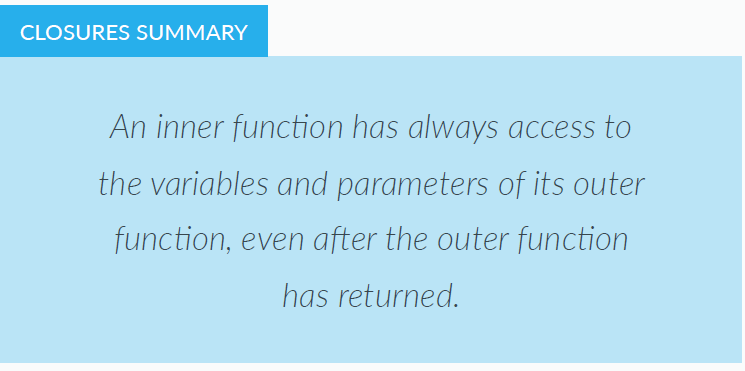 CLOSURES SUMMARY
An inner function has always access to
the variables and parameters of its outer
function, even after the outer function
has returned.